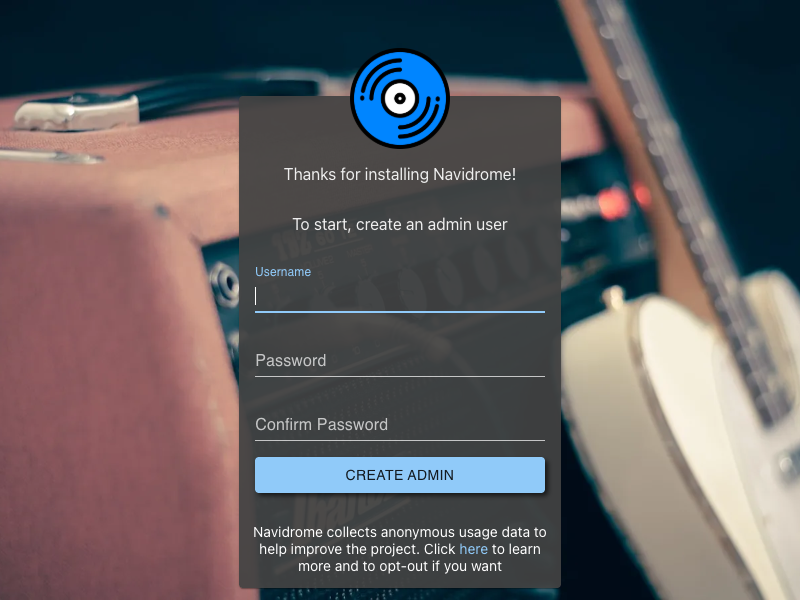 Thanks for installing Navidrome!
To start, create an admin user
Username
Password
Confirm Password
CREATE ADMIN
Navidrome collects anonymous usage data to
help improve the project. Click here to learn
more and to opt-out if you want